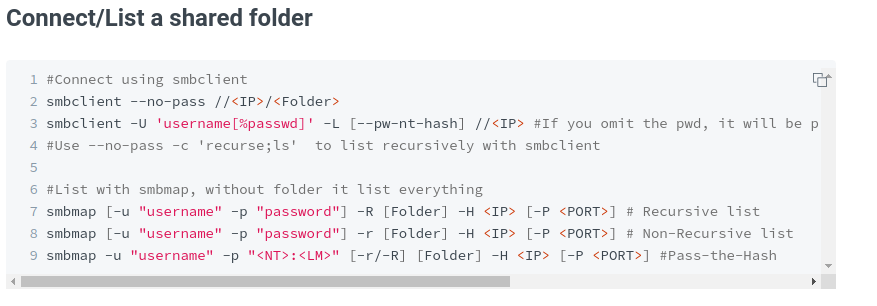 Connect/List a shared folder
1 #Connect using smbclient
2 smbclient --no-pass //<IP>/<Folder>
3 smbclient -U 'username[%passwd]' -L [--pw-nt-hash] //<IP> #If you omit the pwd, it will be p
4 #Use --no-pass -c 'recurse;ls'  to list recursively with smbclient
5
6 #List with smbmap, without folder it list everything
7 smbmap [-u "username" -p "password"] -R [Folder] -H <IP> [-P <PORT>] # Recursive list
8 smbmap [-u "username" -p "password"] -r [Folder] -H <IP> [-P <PORT>] # Non-Recursive list
9 smbmap -u "username" -p "<NT>:<LM>" [-r/-R] [Folder] -H <IP> [-P <PORT>] #Pass-the-Hash